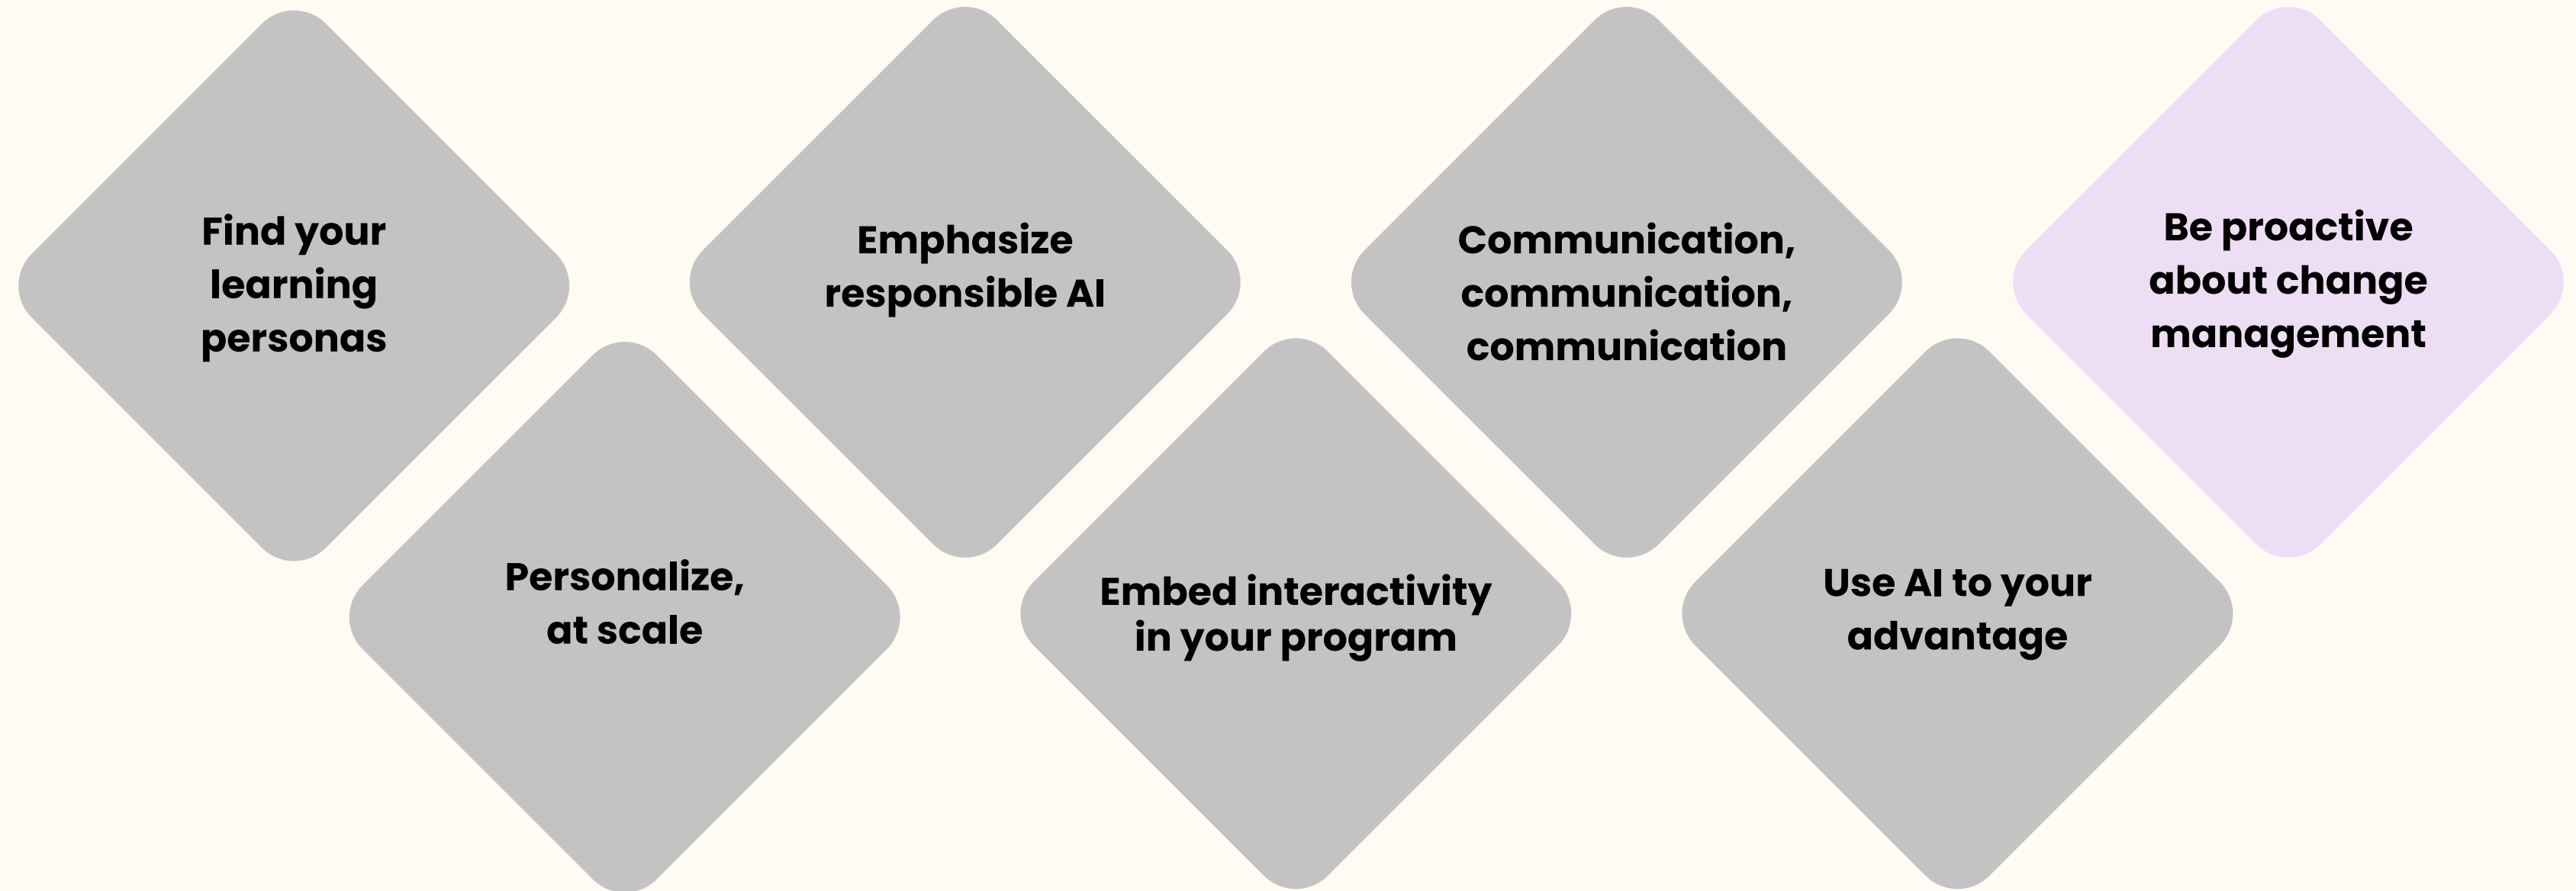 Find your
learning
personas
Personalize,
at scale
Emphasize
responsible AI
Embed interactivity
in your program
Communication,
communication,
communication
Use AI to your
advantage
Be proactive
about change
management